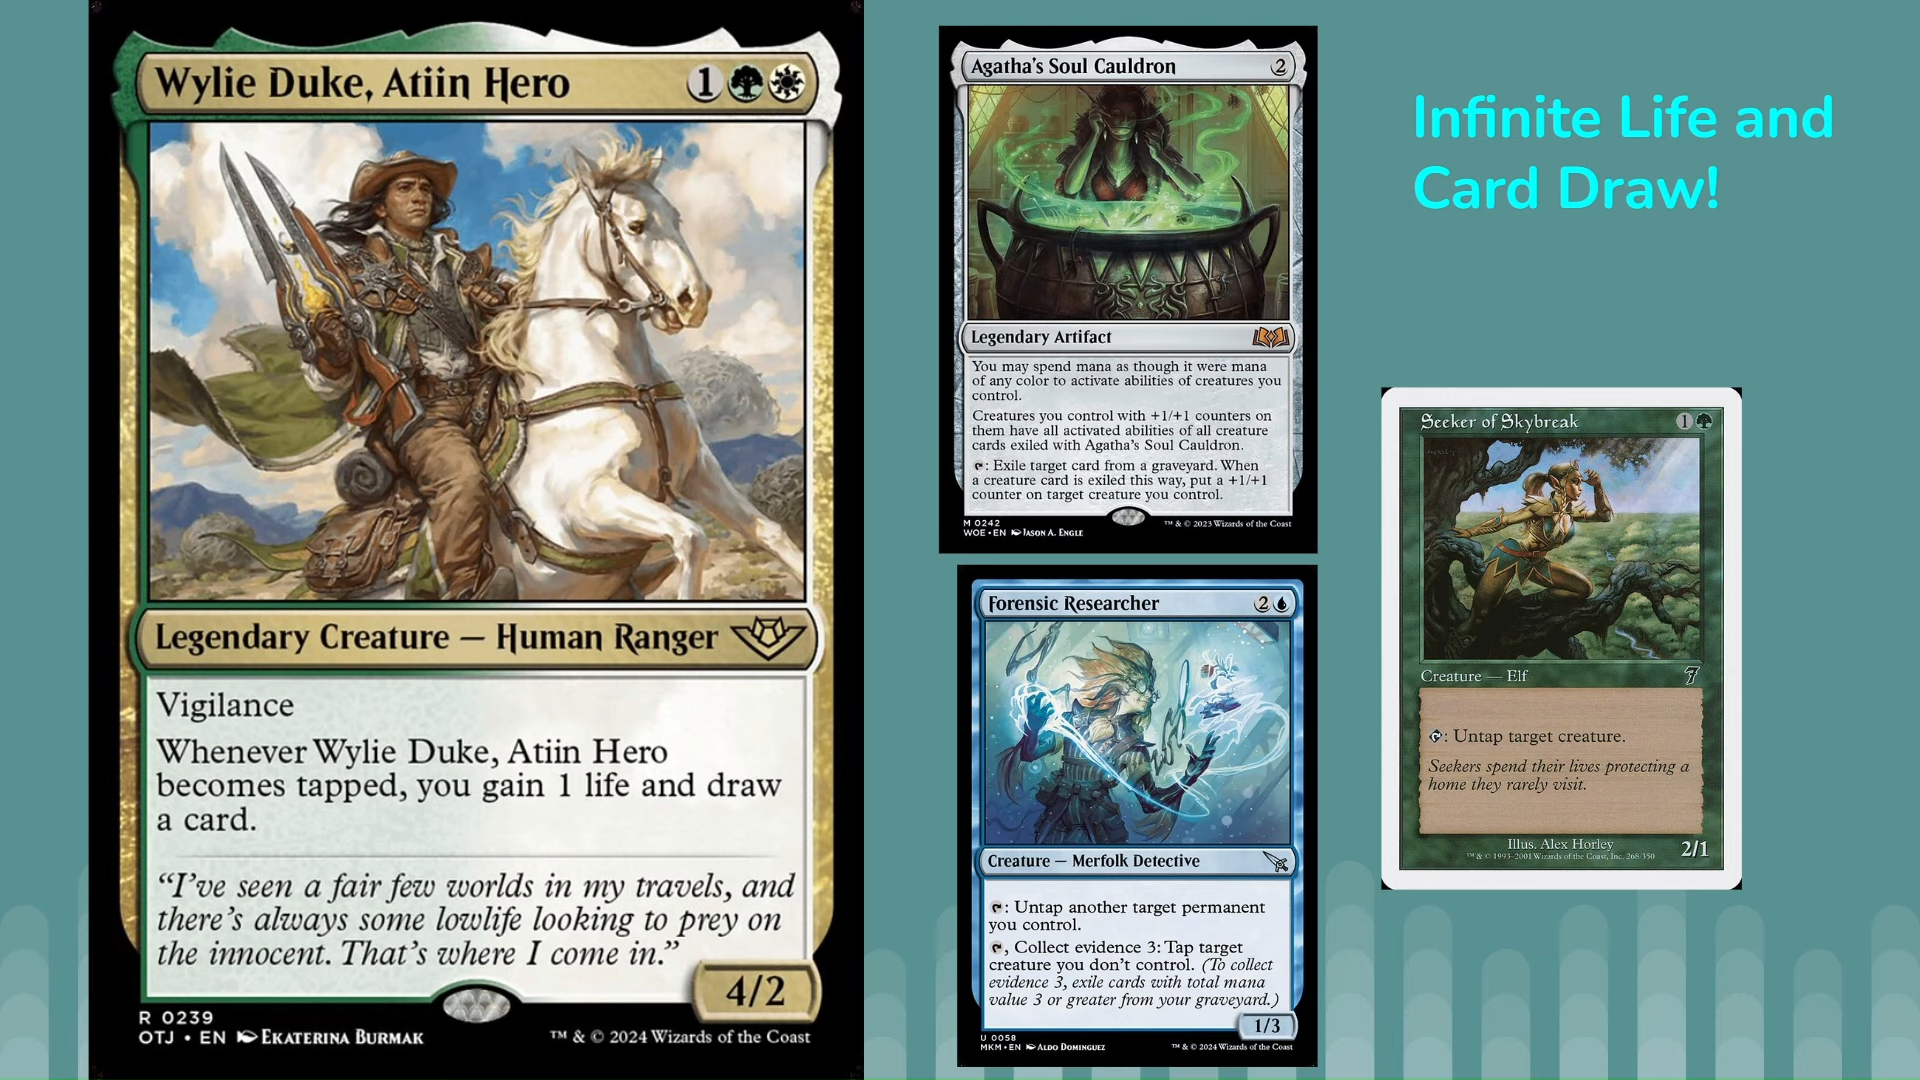 Wylie Duke, Atiin Hero 1
Legendary Creature — Human Ranger
Vigilance
Whenever Wylie Duke, Atiin Hero
becomes tapped, you gain 1 life and draw
a card.
“I’ve seen a fair few worlds in my travels, and
there’s always some lowlife looking to prey on
the innocent. That’s where I come in.”
4/2
R 0239
OTJ • EN EKATERINA BURMAK ™ & © 2024 Wizards of the Coast
Agatha’s Soul Cauldron 2
Legendary Artifact
You may spend mana as though it were mana
of any color to activate abilities of creatures you
control.
Creatures you control with +1/+1 counters on
them have all activated abilities of all creature
cards exiled with Agatha’s Soul Cauldron.
: Exile target card from a graveyard. When
a creature card is exiled this way, put a +1/+1
counter on target creature you control.
M 0242
WOE • EN JASON A. ENGLE ™ & © 2023 Wizards of the Coast
Forensic Researcher 2
Creature — Merfolk Detective
: Untap another target permanent
you control.
, Collect evidence 3: Tap target
creature you don’t control. (To collect
evidence 3, exile cards with total mana
value 3 or greater from your graveyard.)
1/3
U 0058
MKM • EN ALDO DOMINGUEZ ™ & © 2024 Wizards of the Coast
Infinite Life and
Card Draw!
Seeker of Skybreak 1
Creature — Elf 7
: Untap target creature.
Seekers spend their lives protecting a
home they rarely visit.
Illus. Alex Horley
™ & © 1993–2001 Wizards of the Coast, Inc. 268/350
2/1